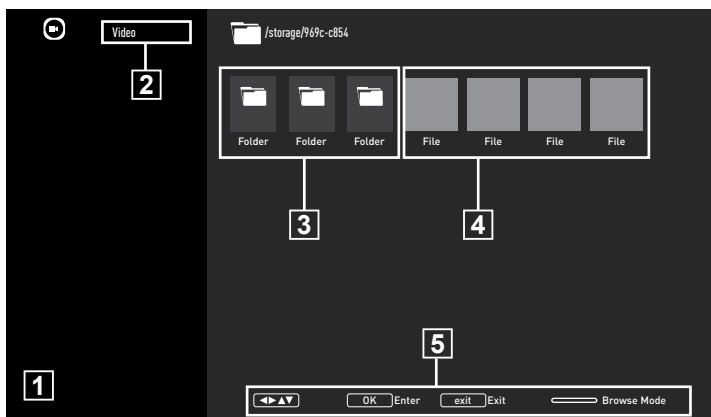 Video
/storage/969c-c854
2
Folder Folder Folder File File File File
3 4
5
1
◀▶▲▼ OK Enter exit Exit Browse Mode